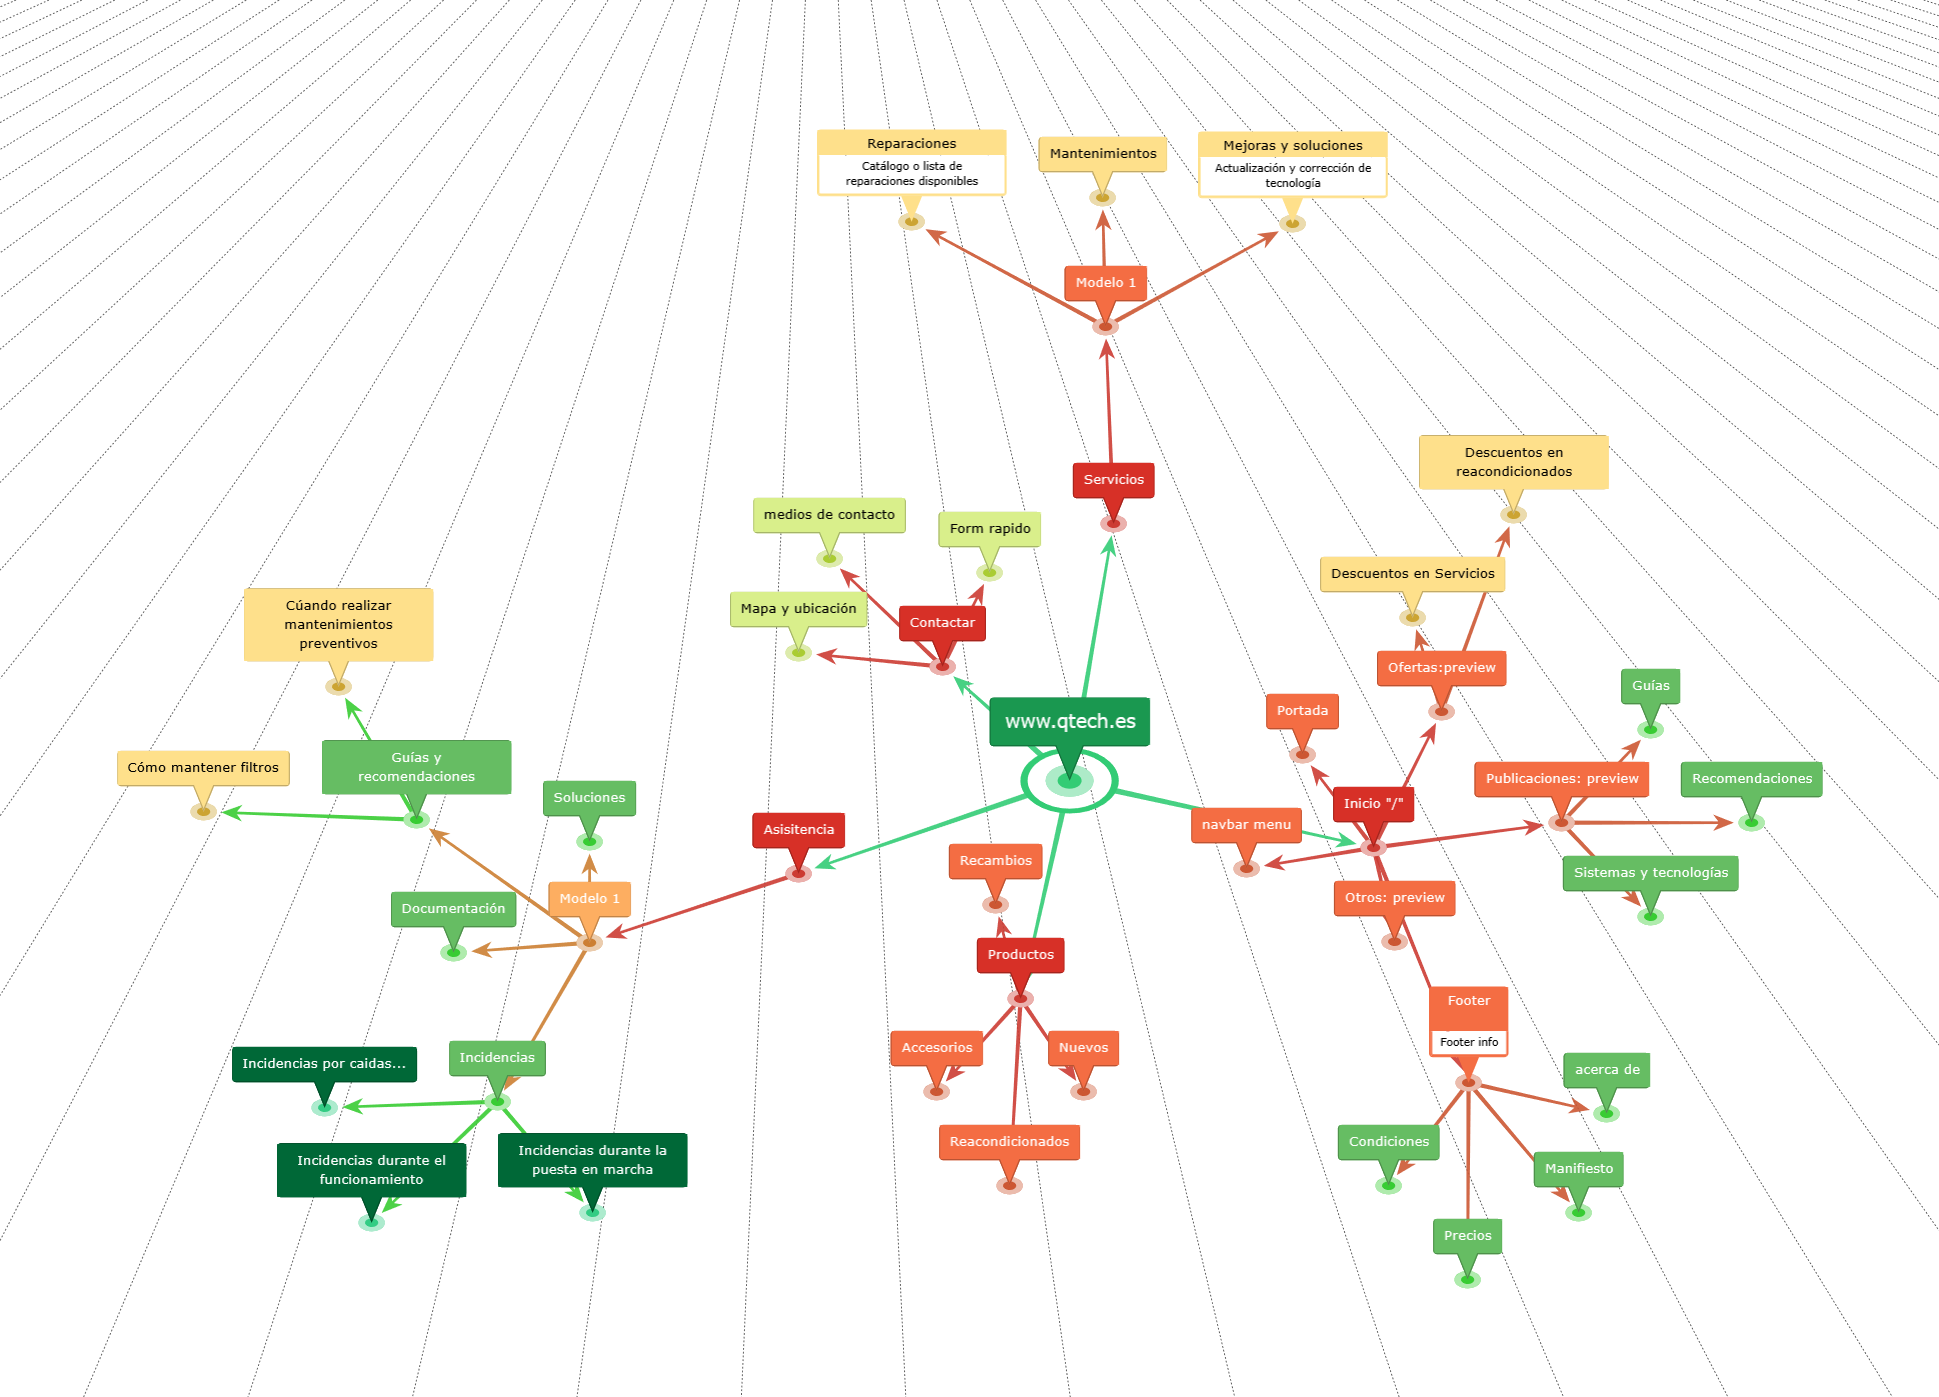 Reparaciones
Catálogo o lista de
reparaciones disponibles
Mantenimientos
Mejoras y soluciones
Actualización y corrección de
tecnología
Modelo 1
Servicios
Descuentos en
reacondicionados
medios de contacto
Form rapido
Descuentos en Servicios
Mapa y ubicación
Contactar
Cúando realizar
mantenimientos
preventivos
Ofertas:preview
Guías
www.qtech.es
Portada
Cómo mantener filtros
Guías y
recomendaciones
Publicaciones: preview
Recomendaciones
Soluciones
Inicio "/"
Asisitencia
navbar menu
Recambios
Sistemas y tecnologías
Modelo 1
Documentación
Otros: preview
Productos
Footer
Footer info
Accesorios
Nuevos
Incidencias
Incidencias por caidas...
acerca de
Reacondicionados
Condiciones
Incidencias durante la
puesta en marcha
Incidencias durante el
funcionamiento
Manifiesto
Precios